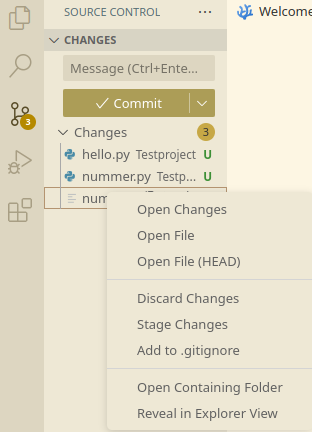 SOURCE CONTROL ...
Welcome
CHANGES
Message (Ctrl+Ente...
Commit
Changes 3
hello.py Testproject U
nummer.py Testp... U
3
Open Changes
Open File
Open File (HEAD)
Discard Changes
Stage Changes
Add to .gitignore
Open Containing Folder
Reveal in Explorer View